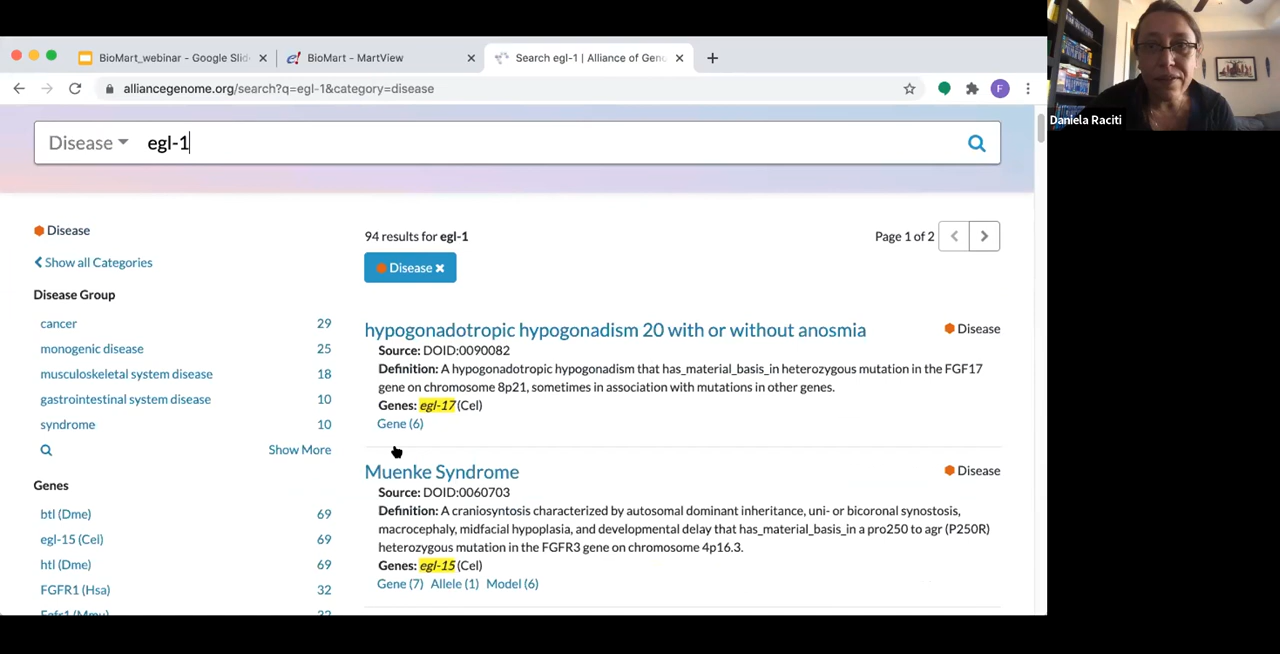 BioMart_webinar - Google Slid
BioMart - MartView
Search egl-1 | Alliance of Geno
alliancegenome.org/search?q=egl-1&category=disease
F
Daniela Raciti
Disease
egl-1
Disease
Show all Categories
Disease Group
cancer 29
monogenic disease 25
musculoskeletal system disease 18
gastrointestinal system disease 10
syndrome 10
Show More
Genes
btl (Dme) 69
egl-15 (Cel) 69
htl (Dme) 69
FGFR1 (Hsa) 32
Fgfr1 (Mmu) 32
94 results for egl-1
Page 1 of 2
Disease
hypogonadotropic hypogonadism 20 with or without anosmia
Disease
Source: DOID:0090082
Definition: A hypogonadotropic hypogonadism that has_material_basis_in heterozygous mutation in the FGF17
gene on chromosome 8p21, sometimes in association with mutations in other genes.
Genes: egl-17 (Cel)
Gene (6)
Muenke Syndrome
Disease
Source: DOID:0060703
Definition: A craniosyntosis characterized by autosomal dominant inheritance, uni- or bicoronal synostosis,
macrocephaly, midfacial hypoplasia, and developmental delay that has_material_basis_in a pro250 to agr (P250R)
heterozygous mutation in the FGFR3 gene on chromosome 4p16.3.
Genes: egl-15 (Cel)
Gene (7) Allele (1) Model (6)